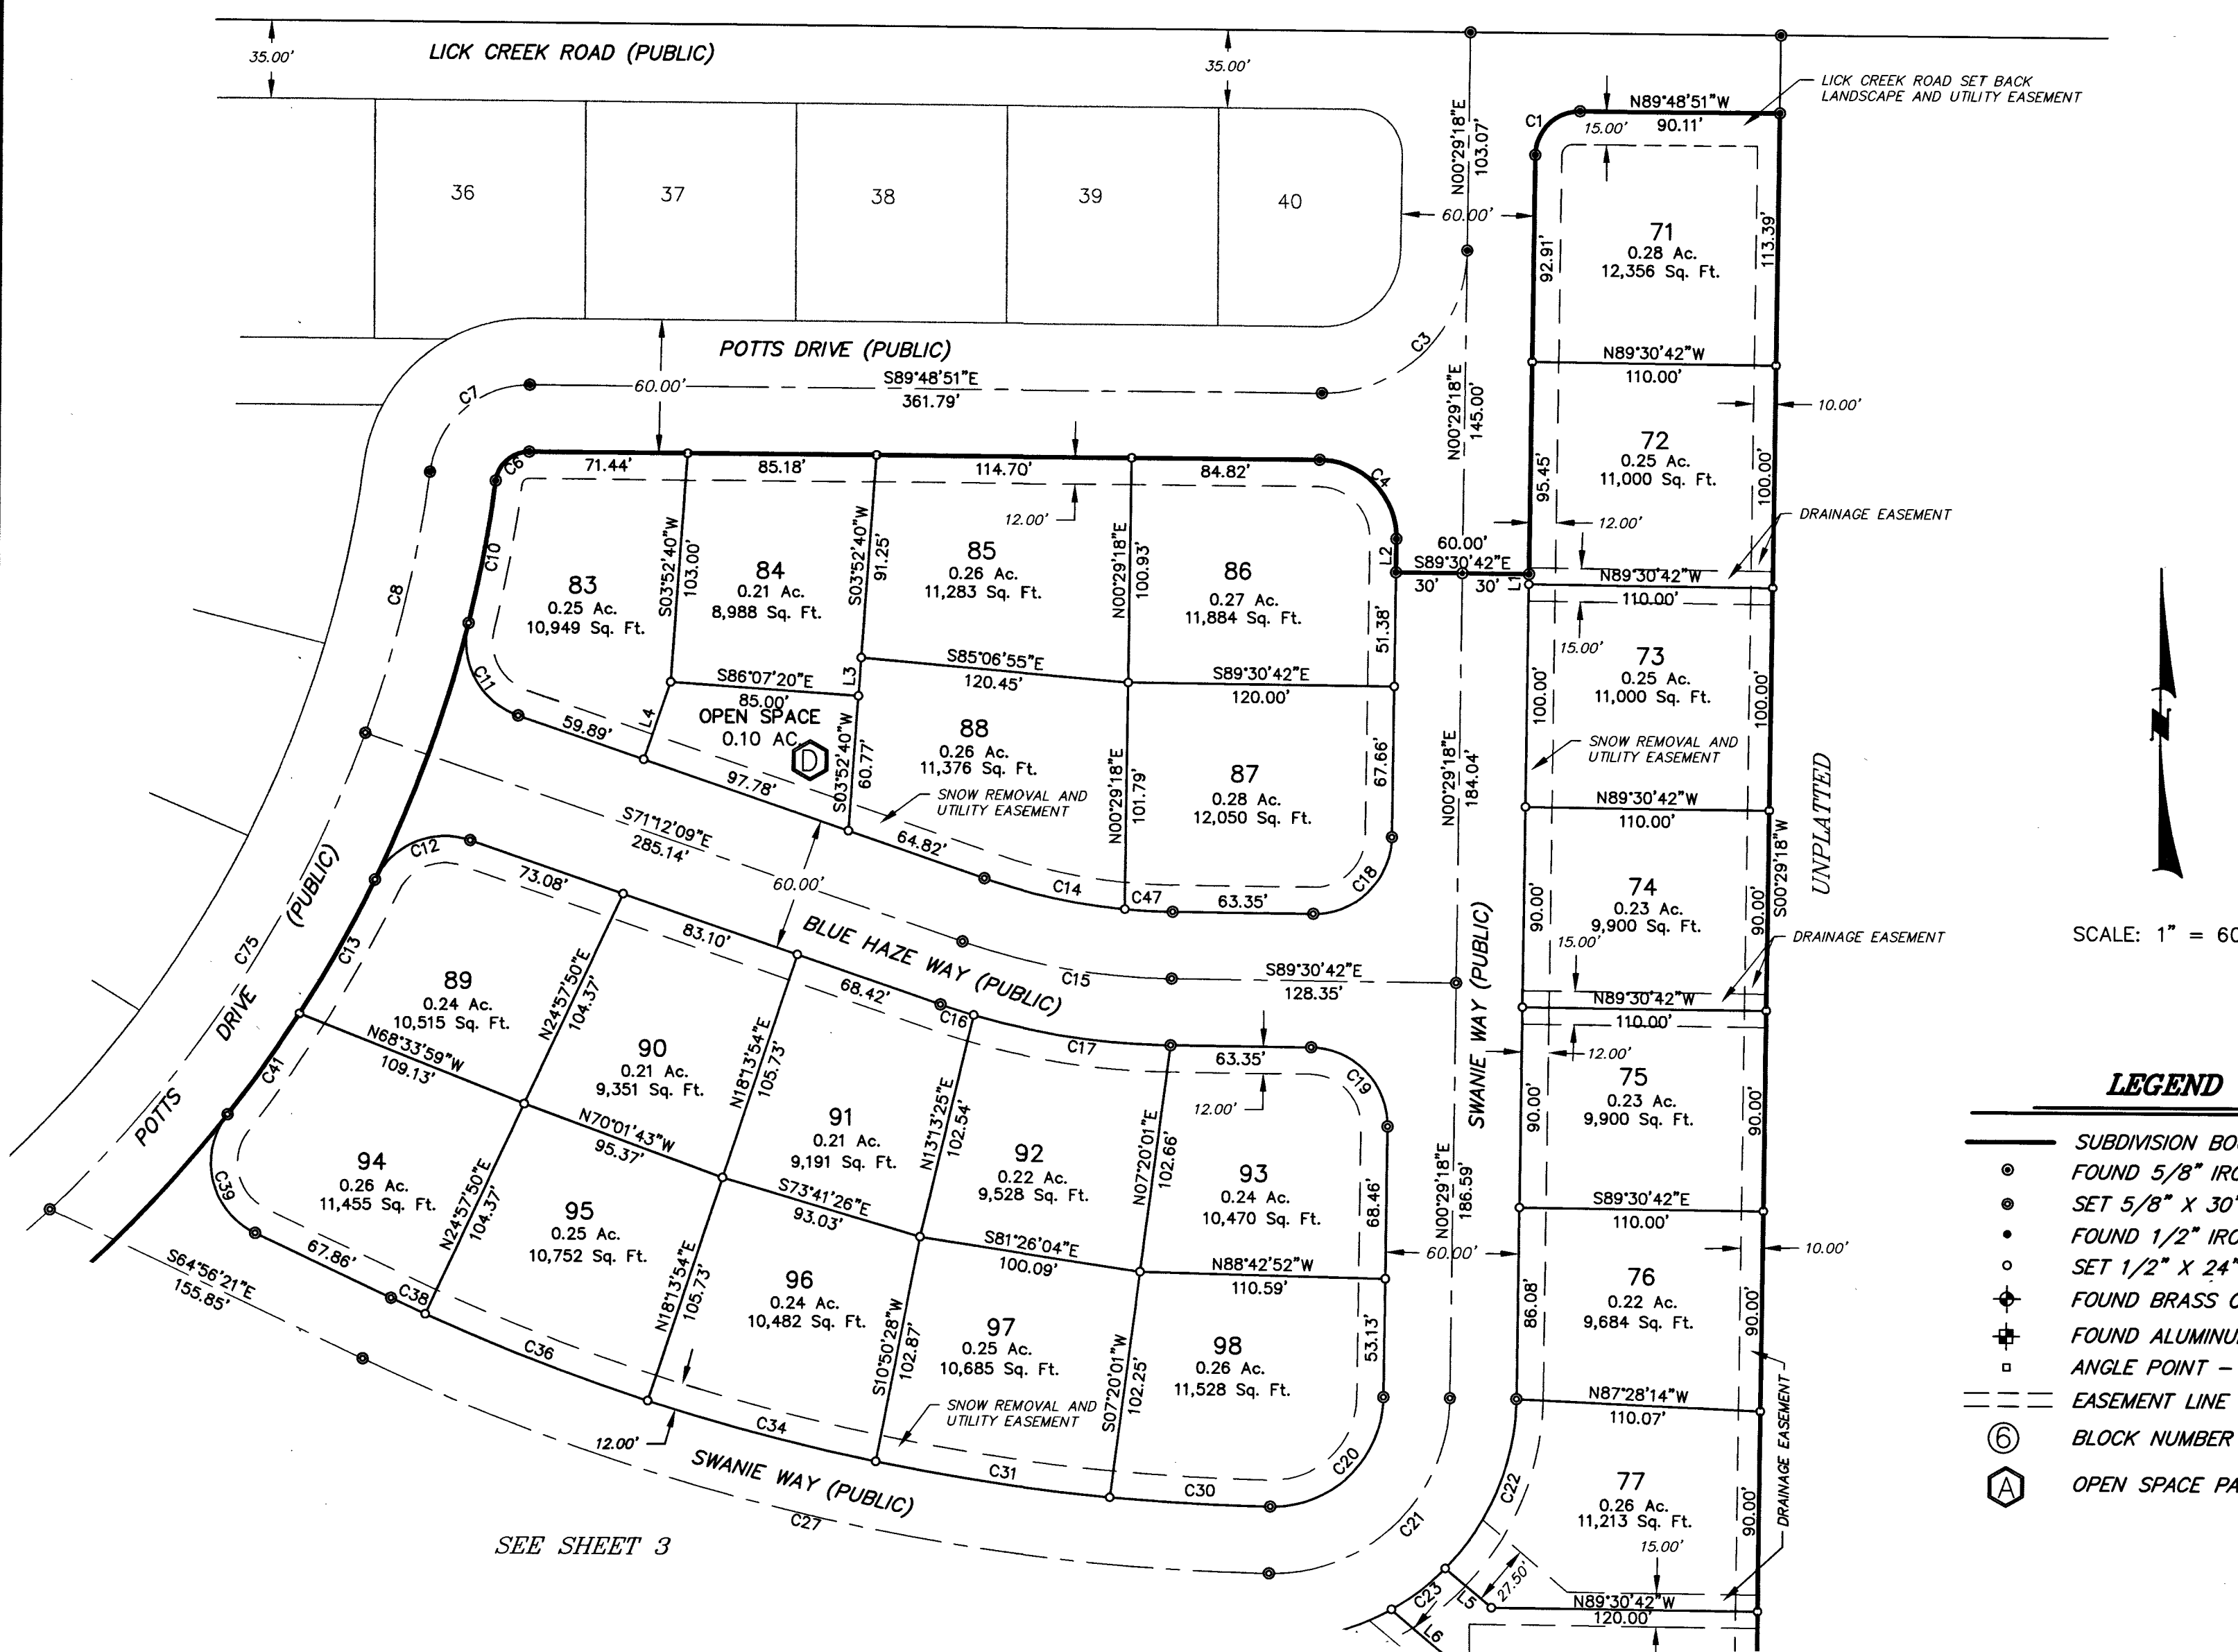 LICK CREEK ROAD (PUBLIC)
35.00'
35.00'
LICK CREEK ROAD SET BACK
LANDSCAPE AND UTILITY EASEMENT
N89°48'51"W
90.11'
15.00'
C1
N00°29'18"E
103.07'
36
37
38
39
40
60.00'
92.91'
71
0.28 Ac.
12,356 Sq. Ft.
113.39'
POTTS DRIVE (PUBLIC)
S89°48'51"E
361.79'
60.00'
C3
C7
N00°29'18"E
145.00'
N89°30'42"W
110.00'
10.00'
72
0.25 Ac.
11,000 Sq. Ft.
95.45'
100.00'
12.00'
DRAINAGE EASEMENT
C6
71.44'
85.18'
114.70'
84.82'
C4
12.00'
C10
C8
83
0.25 Ac.
10,949 Sq. Ft.
S03°52'40"W
103.00'
84
0.21 Ac.
8,988 Sq. Ft.
S03°52'40"W
91.25'
85
0.26 Ac.
11,283 Sq. Ft.
N00°29'18"E
100.93'
86
0.27 Ac.
11,884 Sq. Ft.
L2
60.00'
S89°30'42"E
30'
30'
L1
N89°30'42"W
110.00'
51.38'
15.00'
73
0.25 Ac.
11,000 Sq. Ft.
100.00'
100.00'
C11
59.89'
L4
S86°07'20"E
85.00'
L3
S85°06'55"E
120.45'
S89°30'42"E
120.00'
OPEN SPACE
0.10 AC.
D
97.78'
S03°52'40"W
60.77'
88
0.26 Ac.
11,376 Sq. Ft.
SNOW REMOVAL AND
UTILITY EASEMENT
N00°29'18"E
101.79'
87
0.28 Ac.
12,050 Sq. Ft.
67.66'
N00°29'18"E
184.04'
SNOW REMOVAL AND
UTILITY EASEMENT
UNPLATTED
N
S71°12'09"E
285.14'
64.82'
C14
C47
63.35'
C18
N89°30'42"W
110.00'
S00°29'18"W
74
0.23 Ac.
9,900 Sq. Ft.
90.00'
90.00'
SCALE: 1" = 60
C12
73.08'
60.00'
BLUE HAZE WAY (PUBLIC)
C15
S89°30'42"E
128.35'
SWANIE WAY (PUBLIC)
15.00'
DRAINAGE EASEMENT
N89°30'42"W
110.00'
12.00'
C75
POTTS DRIVE (PUBLIC)
C13
89
0.24 Ac.
10,515 Sq. Ft.
N24°57'50"E
104.37'
83.10'
68.42'
C16
C17
63.35'
C19
12.00'
N68°33'59"W
109.13'
C41
90
0.21 Ac.
9,351 Sq. Ft.
N18°13'54"E
105.73'
91
0.21 Ac.
9,191 Sq. Ft.
N13°13'25"E
102.54'
92
0.22 Ac.
9,528 Sq. Ft.
N07°20'01"E
102.66'
93
0.24 Ac.
10,470 Sq. Ft.
68.46'
N00°29'18"E
186.59'
75
0.23 Ac.
9,900 Sq. Ft.
90.00'
90.00'
LEGEND
SUBDIVISION BO
FOUND 5/8" IRO
SET 5/8" X 30"
FOUND 1/2" IRO
SET 1/2" X 24"
FOUND BRASS C
FOUND ALUMINU
ANGLE POINT –
EASEMENT LINE
6
BLOCK NUMBER
A
OPEN SPACE PA
N70°01'43"W
95.37'
S73°41'26"E
93.03'
S81°26'04"E
100.09'
N88°42'52"W
110.59'
60.00'
S89°30'42"E
110.00'
10.00'
94
0.26 Ac.
11,455 Sq. Ft.
C39
67.86'
C38
N24°57'50"E
104.37'
95
0.25 Ac.
10,752 Sq. Ft.
N18°13'54"E
105.73'
96
0.24 Ac.
10,482 Sq. Ft.
S10°50'28"W
102.87'
97
0.25 Ac.
10,685 Sq. Ft.
S07°20'01"W
102.25'
98
0.26 Ac.
11,528 Sq. Ft.
53.13'
76
0.22 Ac.
9,684 Sq. Ft.
86.08'
90.00'
S64°56'21"E
155.85'
C36
C34
12.00'
SNOW REMOVAL AND
UTILITY EASEMENT
C31
C30
C20
N87°28'14"W
110.07'
DRAINAGE EASEMENT
SWANIE WAY (PUBLIC)
C27
C21
C22
77
0.26 Ac.
11,213 Sq. Ft.
90.00'
15.00'
27.50'
SEE SHEET 3
C23
L5
L6
N89°30'42"W
120.00'